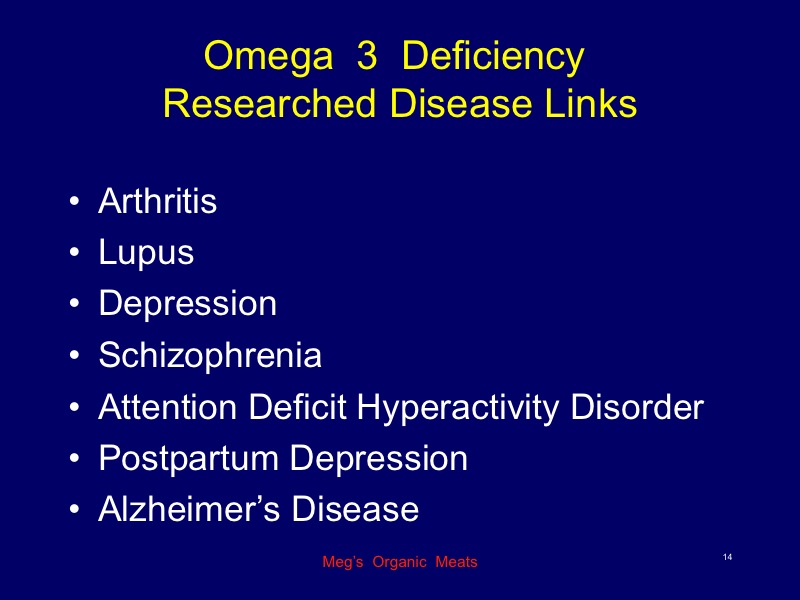 Omega 3 Deficiency
Researched Disease Links
• Arthritis
• Lupus
• Depression
• Schizophrenia
• Attention Deficit Hyperactivity Disorder
• Postpartum Depression
• Alzheimer’s Disease
Meg’s Organic Meats
14